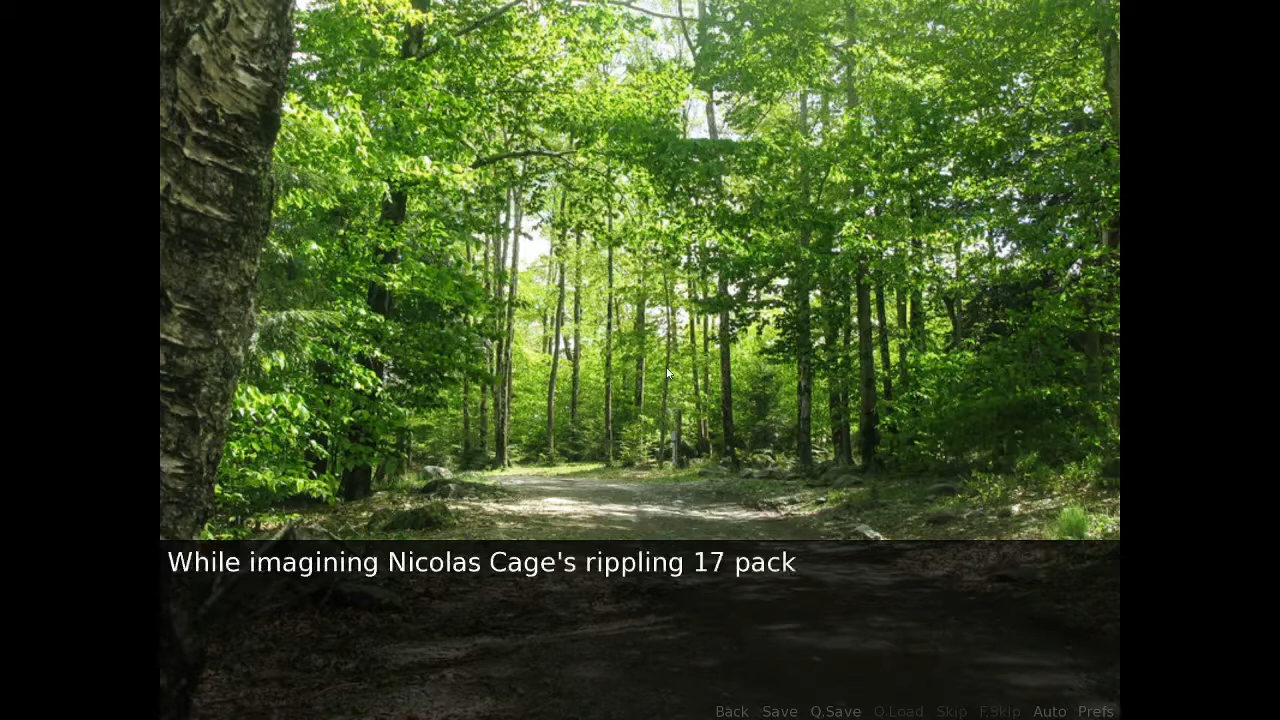 While imagining Nicolas Cage's rippling 17 pack
Back Save Q.Save Q.Load Skip F.Skip Auto Prefs